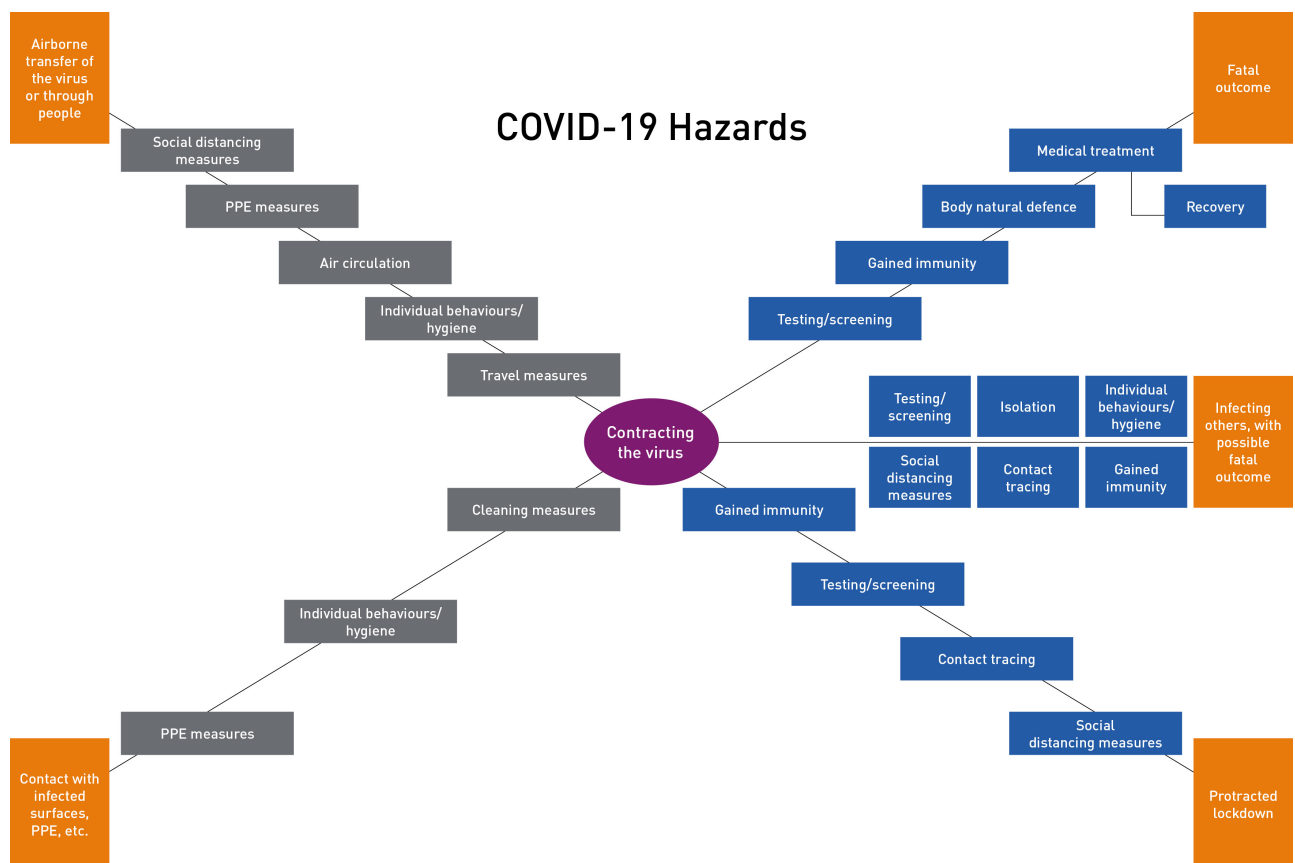 COVID-19 Hazards
Airborne
transfer of
the virus
or through
people
Social distancing
measures
PPE measures
Air circulation
Individual behaviours/
hygiene
Travel measures
Contracting
the virus
Cleaning measures
Individual behaviours/
hygiene
PPE measures
Contact with
infected
surfaces,
PPE, etc.
Fatal
outcome
Medical treatment
Recovery
Body natural defence
Gained immunity
Testing/screening
Testing/
screening
Isolation
Individual
behaviours/
hygiene
Social
distancing
measures
Contact
tracing
Gained
immunity
Infecting
others, with
possible
fatal
outcome
Gained immunity
Testing/screening
Contact tracing
Social
distancing measures
Protracted
lockdown